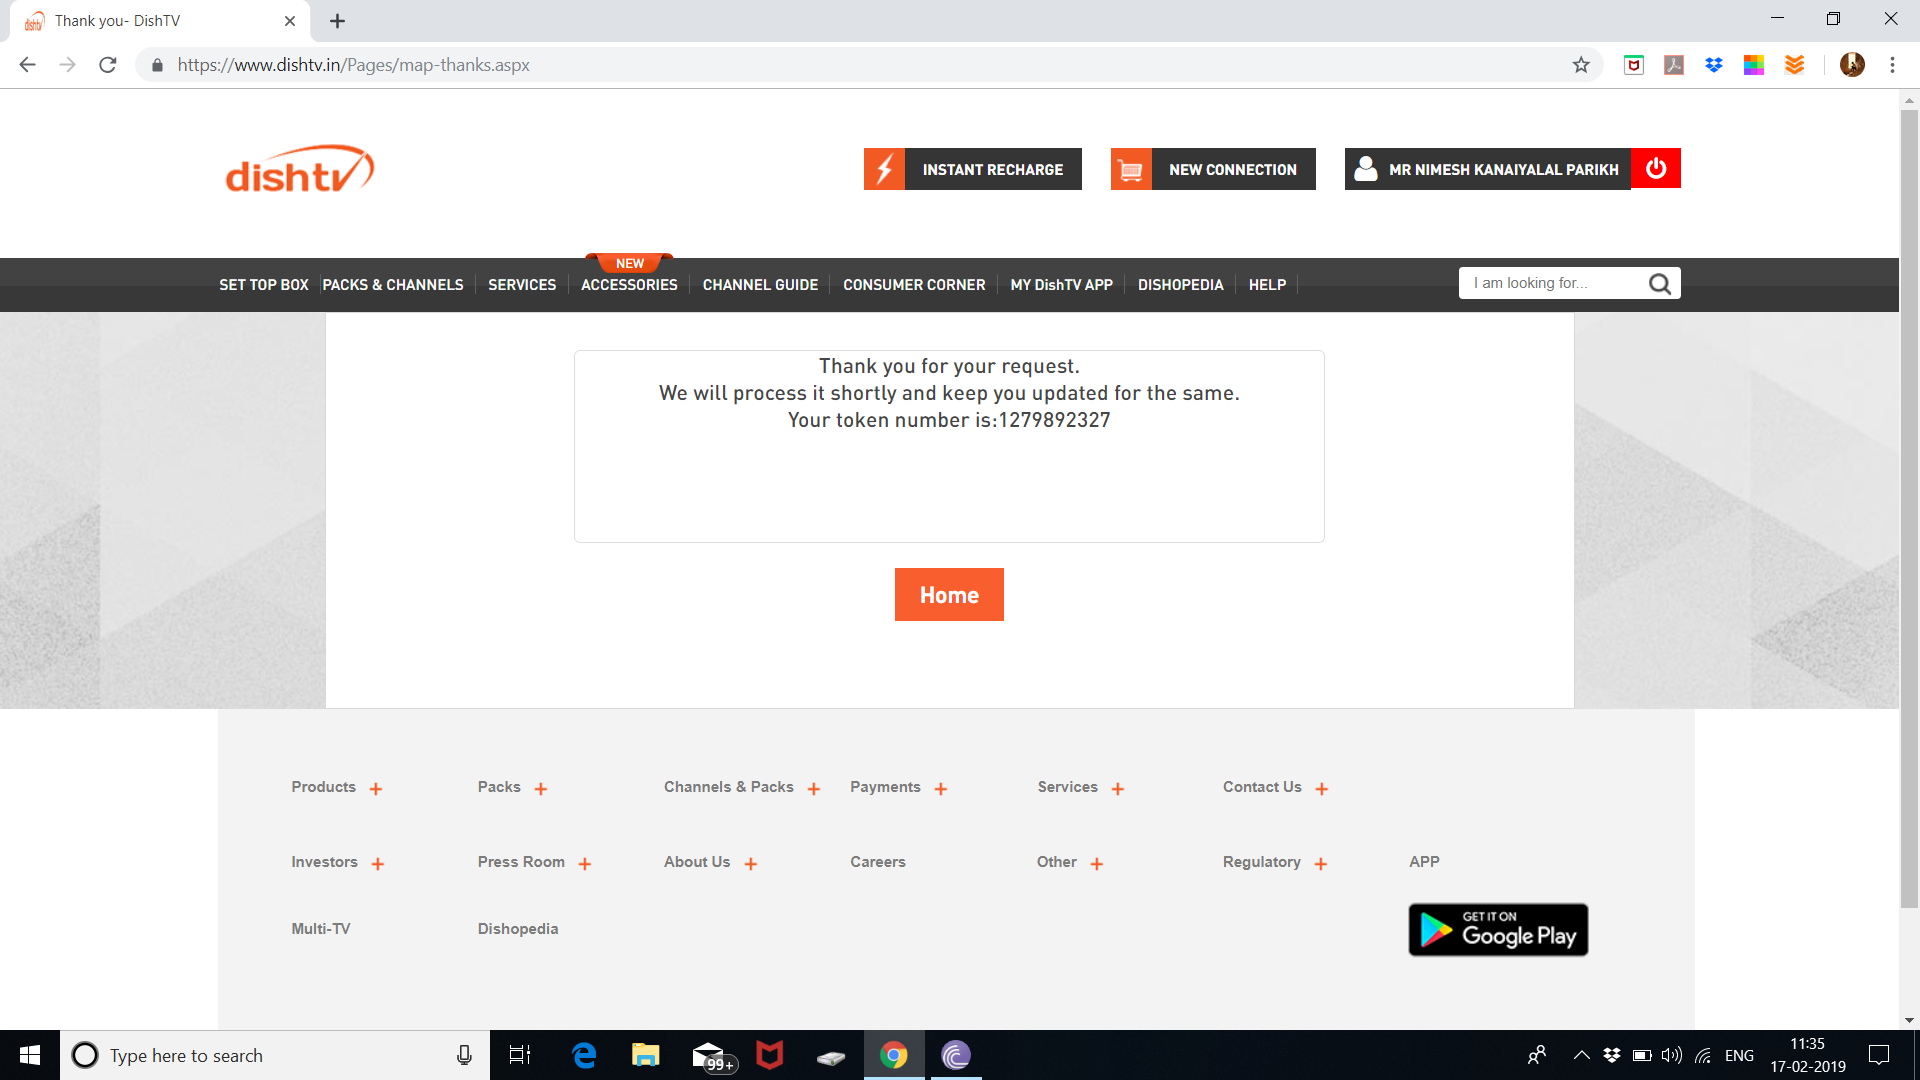 Thank you- DishTV
https://www.dishtv.in/Pages/map-thanks.aspx
dishtv
INSTANT RECHARGE
NEW CONNECTION
MR NIMESH KANAIYALAL PARIKH
NEW
SET TOP BOX
PACKS & CHANNELS
SERVICES
ACCESSORIES
CHANNEL GUIDE
CONSUMER CORNER
MY DishTV APP
DISHOPEDIA
HELP
I am looking for...
Thank you for your request.
We will process it shortly and keep you updated for the same.
Your token number is:1279892327
Home
Products +
Packs +
Channels & Packs +
Payments +
Services +
Contact Us +
Investors +
Press Room +
About Us +
Careers
Other +
Regulatory +
APP
Multi-TV
Dishopedia
GET IT ON
Google Play
Type here to search
99+
ENG
11:35
17-02-2019